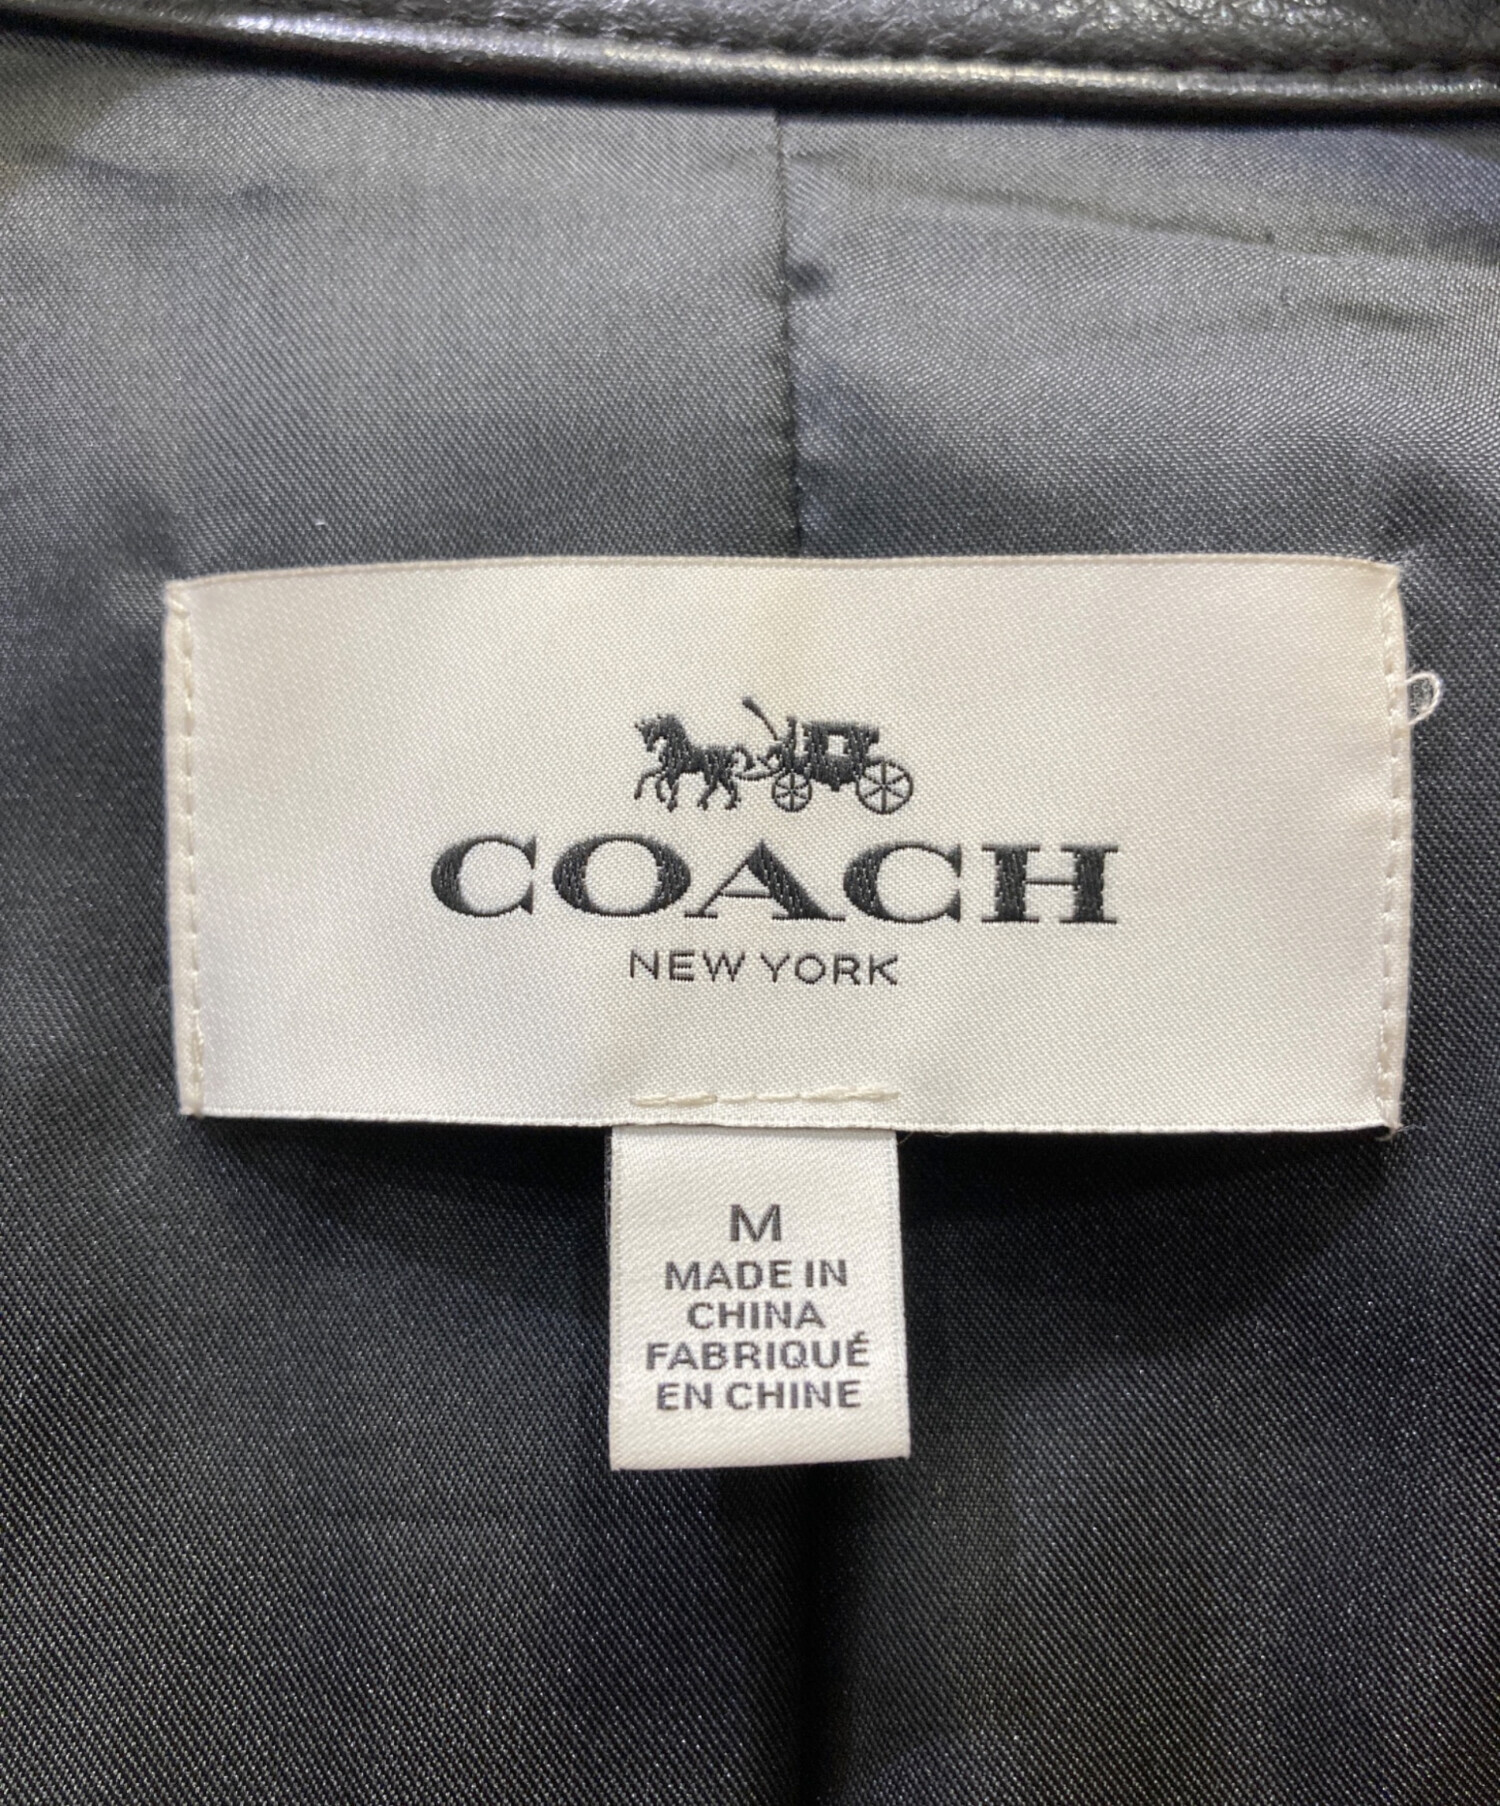 COACH
NEW YORK
M
MADE IN
CHINA
FABRIQUÉ
EN CHINE